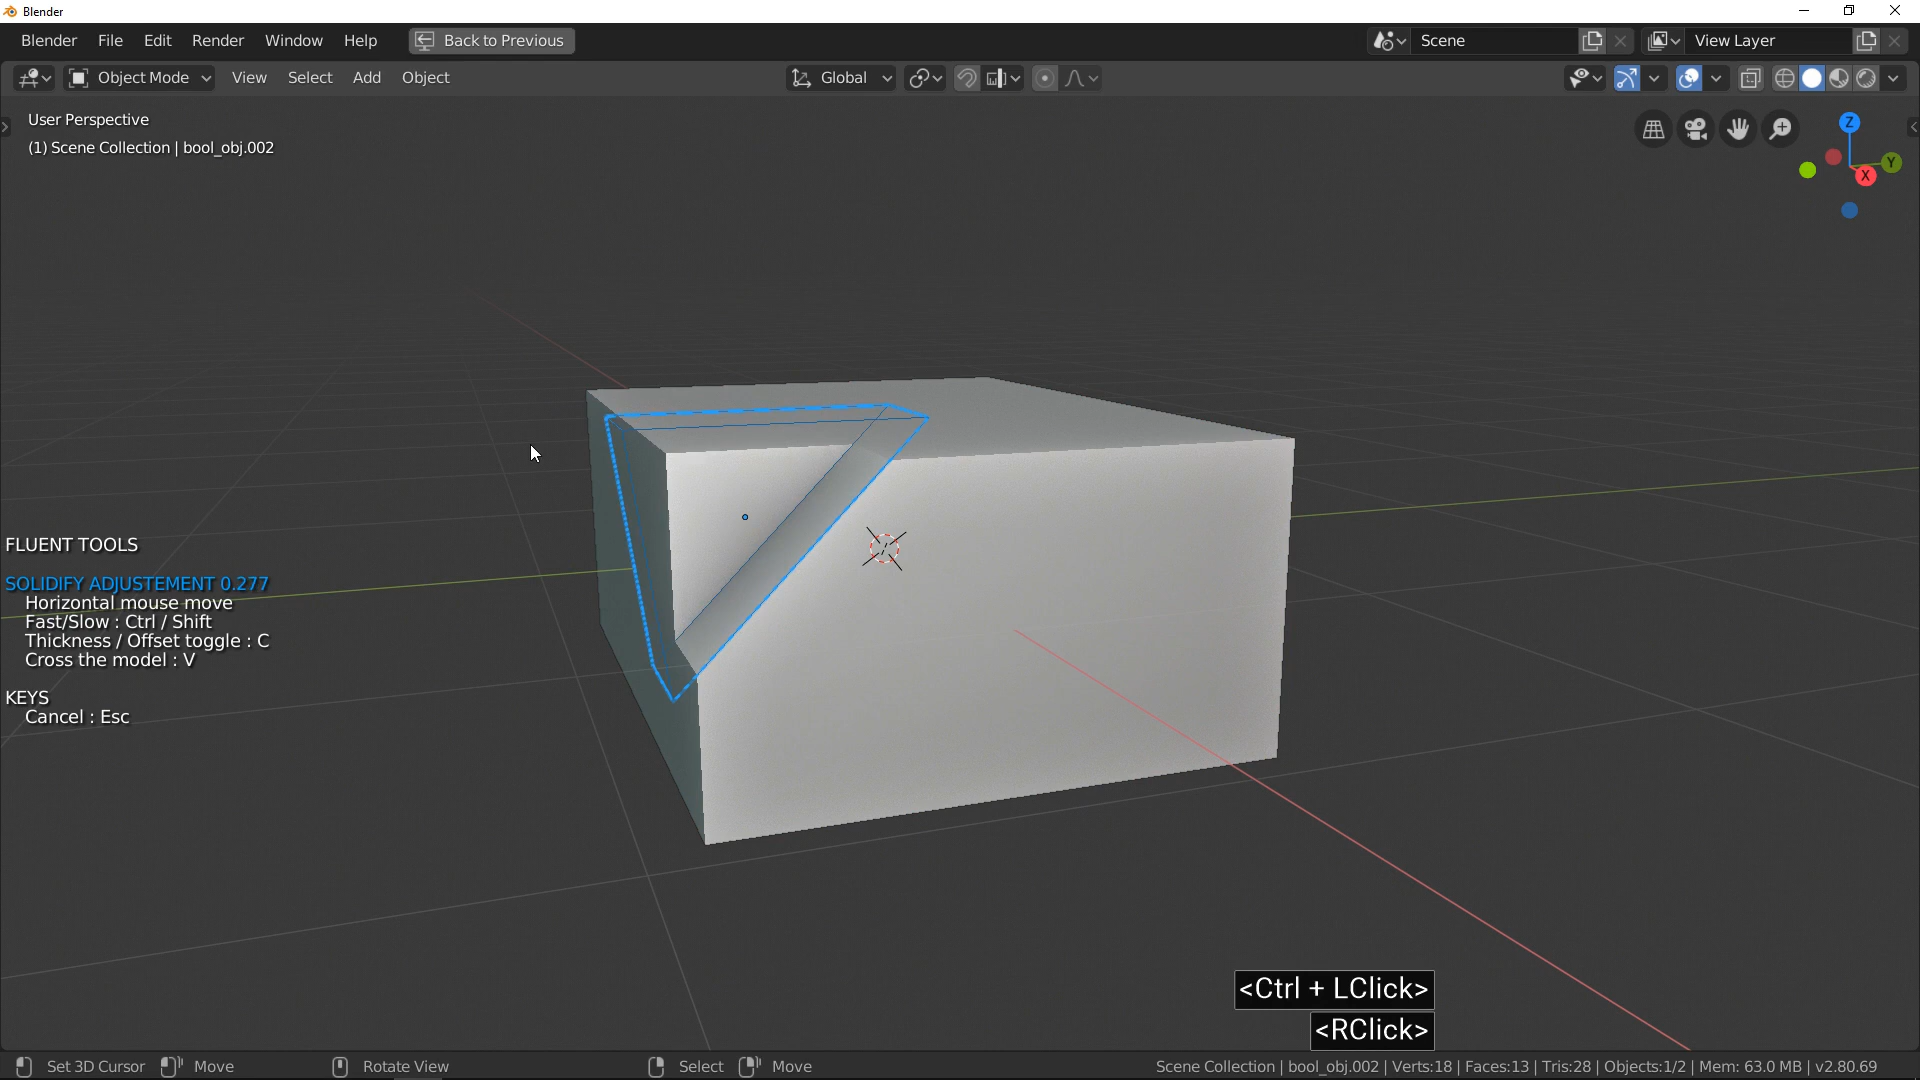 Blender
Blender File Edit Render Window Help Back to Previous Scene View Layer
Object Mode View Select Add Object Global
User Perspective
(1) Scene Collection | bool_obj.002
Z
Y
X
FLUENT TOOLS
SOLIDIFY ADJUSTEMENT 0.277
Horizontal mouse move
Fast/Slow : Ctrl / Shift
Thickness / Offset toggle : C
Cross the model : V
KEYS
Cancel : Esc
<Ctrl + LClick>
<RClick>
Set 3D Cursor Move Rotate View Select Move Scene Collection | bool_obj.002 | Verts:18 | Faces:13 | Tris:28 | Objects:1/2 | Mem: 63.0 MB | v2.80.69